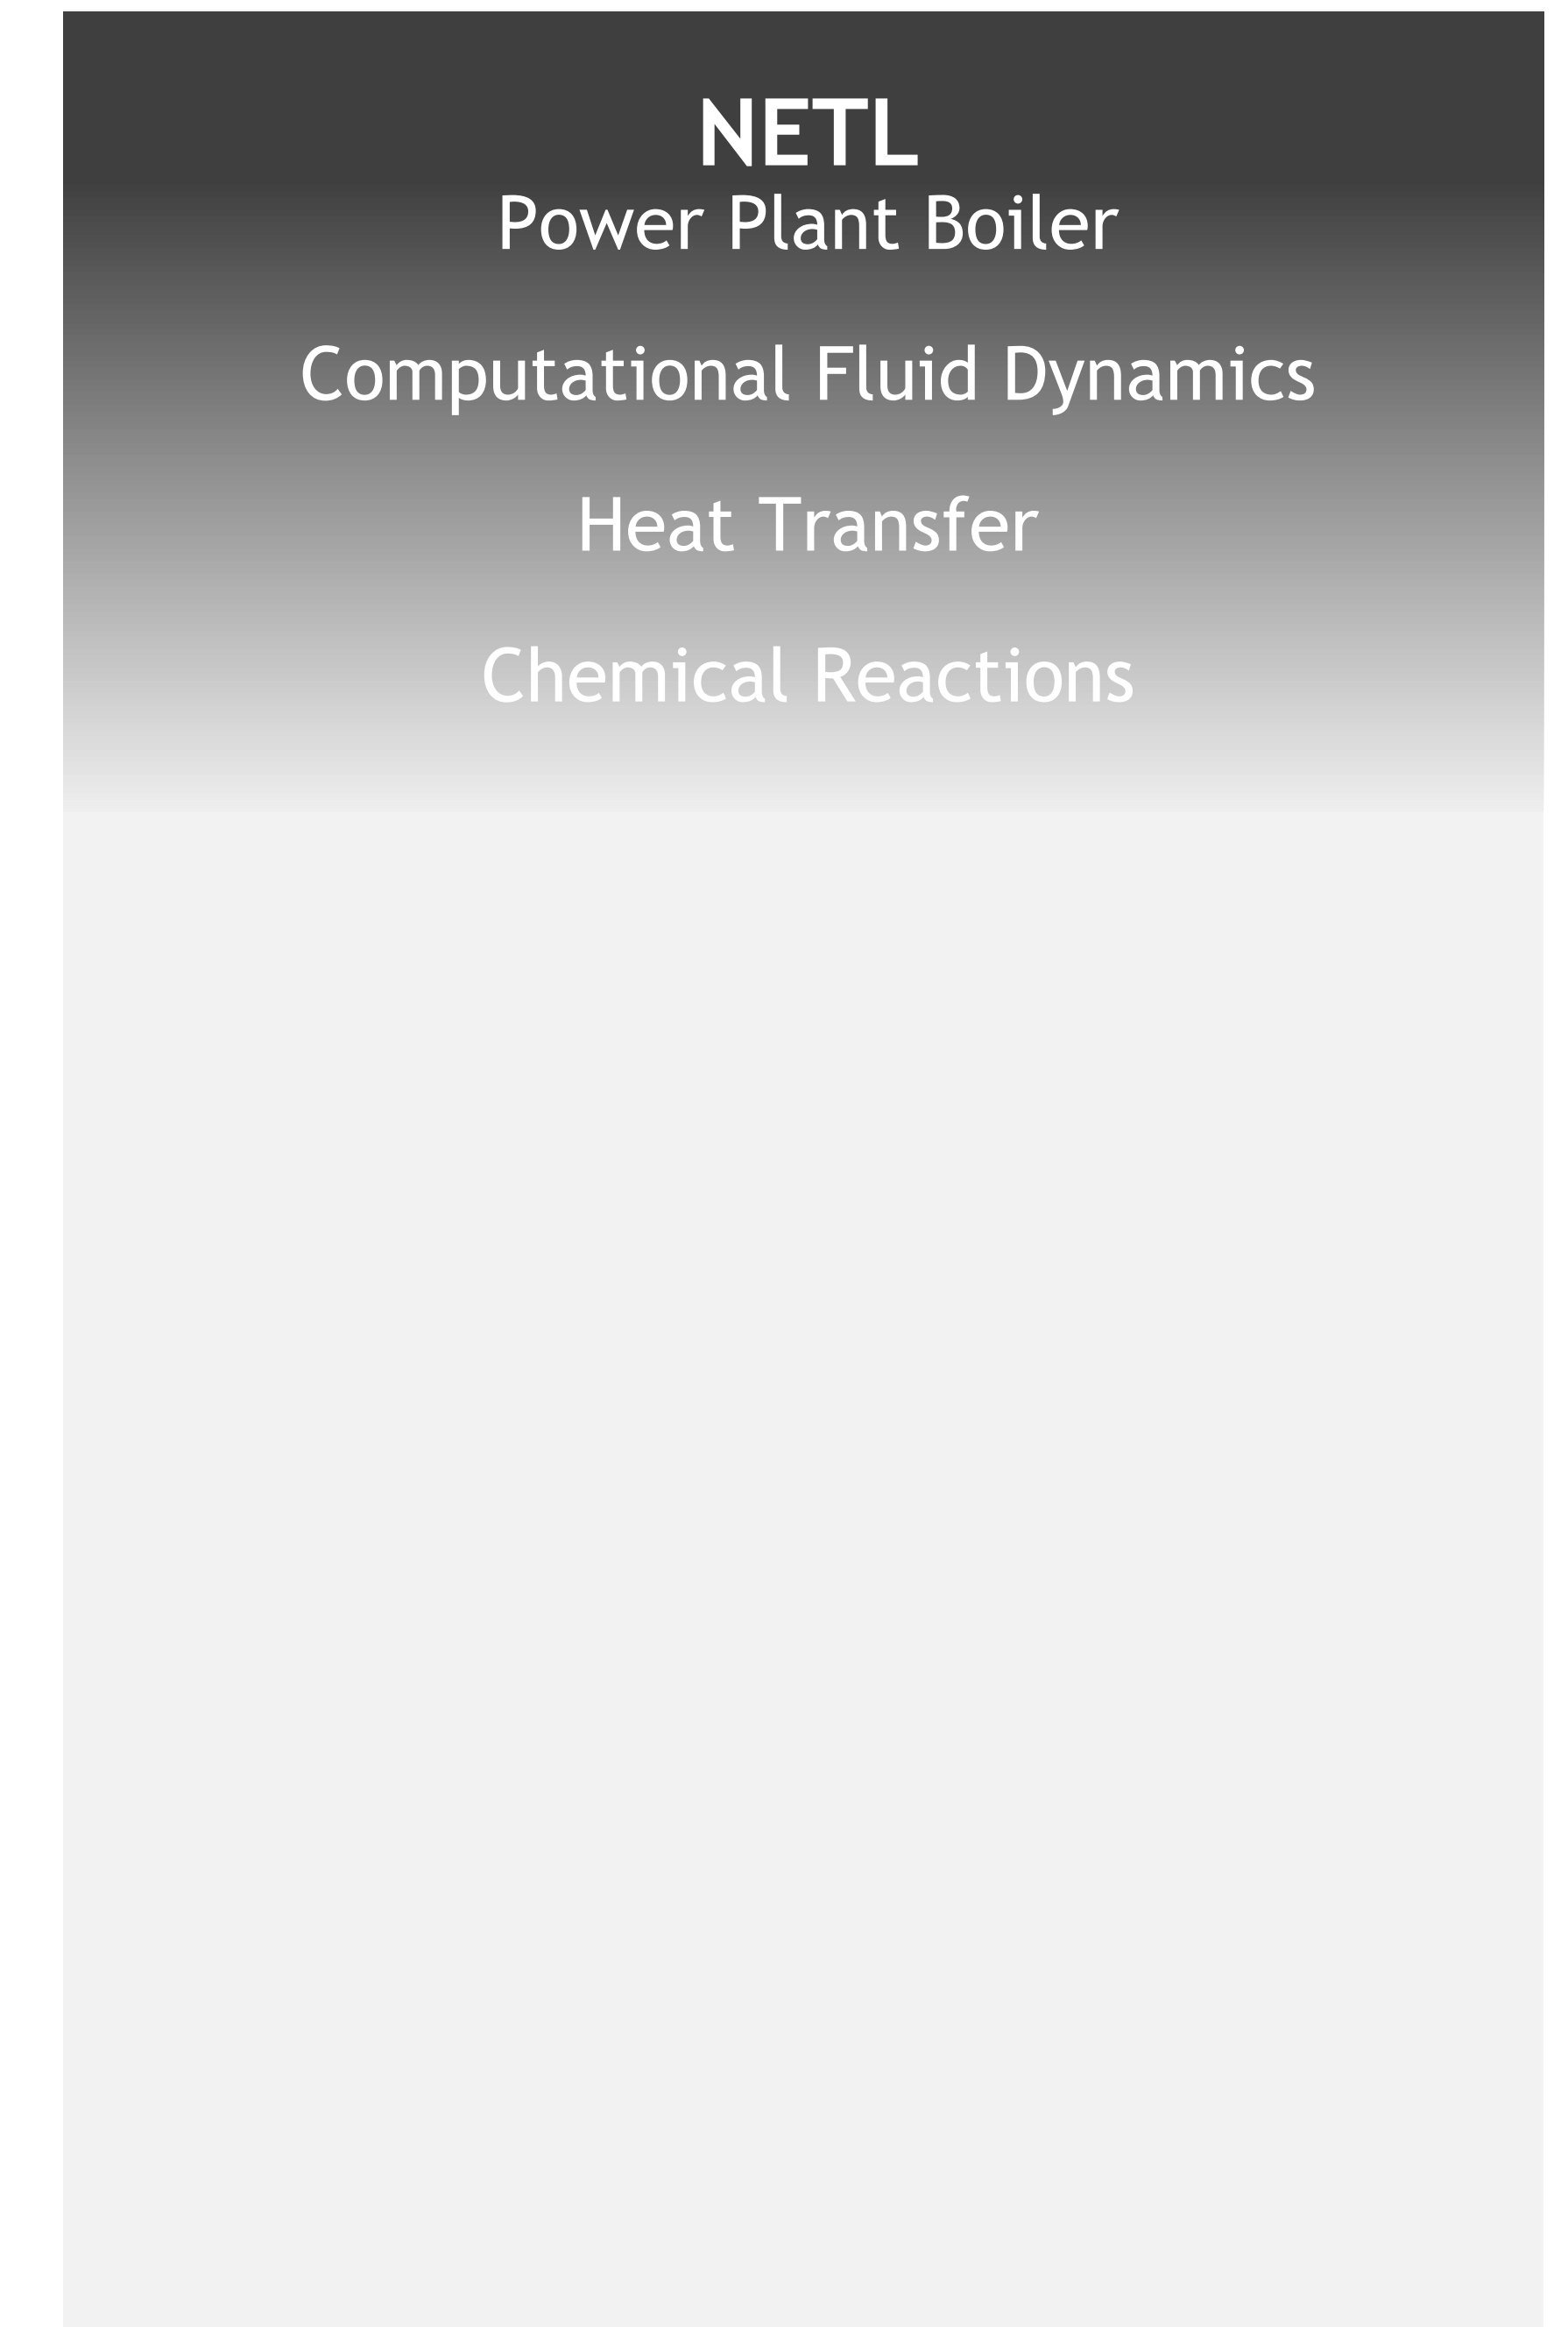 NETL
Power Plant Boiler
Computational Fluid Dynamics
Heat Transfer
Chemical Reactions